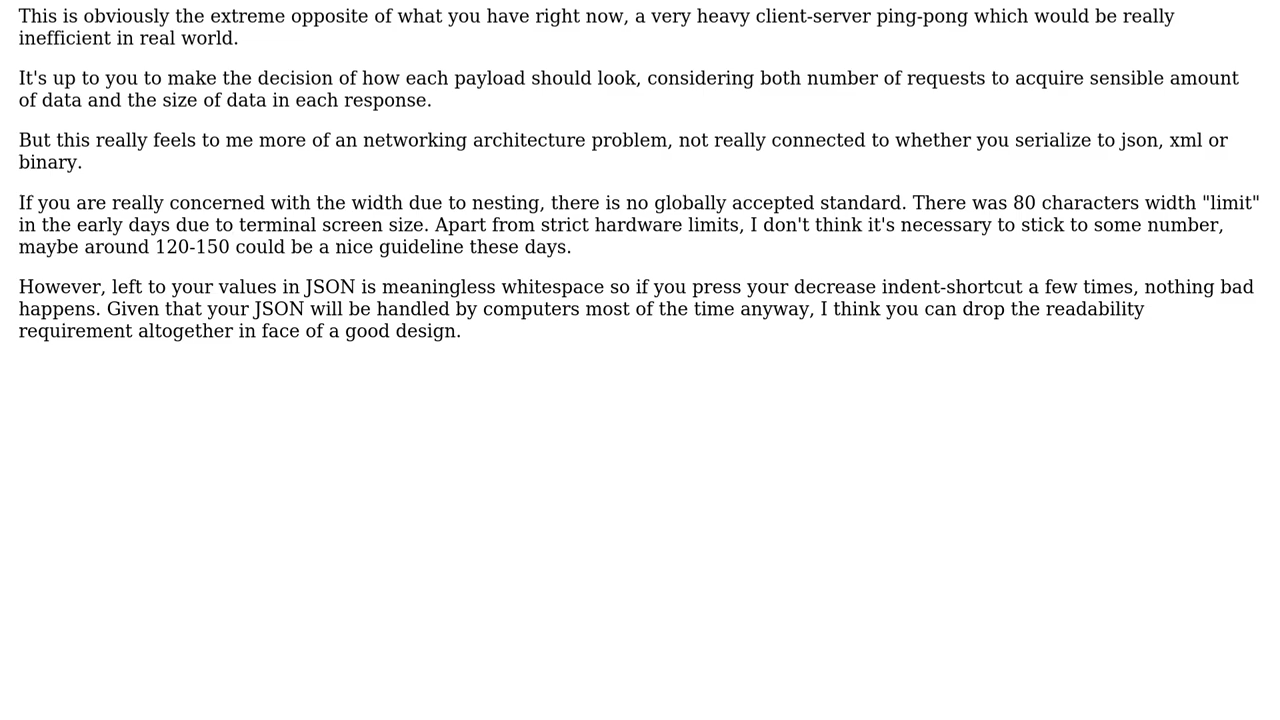 This is obviously the extreme opposite of what you have right now, a very heavy client-server ping-pong which would be really
inefficient in real world.
It's up to you to make the decision of how each payload should look, considering both number of requests to acquire sensible amount
of data and the size of data in each response.
But this really feels to me more of an networking architecture problem, not really connected to whether you serialize to json, xml or
binary.
If you are really concerned with the width due to nesting, there is no globally accepted standard. There was 80 characters width "limit"
in the early days due to terminal screen size. Apart from strict hardware limits, I don't think it's necessary to stick to some number,
maybe around 120-150 could be a nice guideline these days.
However, left to your values in JSON is meaningless whitespace so if you press your decrease indent-shortcut a few times, nothing bad
happens. Given that your JSON will be handled by computers most of the time anyway, I think you can drop the readability
requirement altogether in face of a good design.